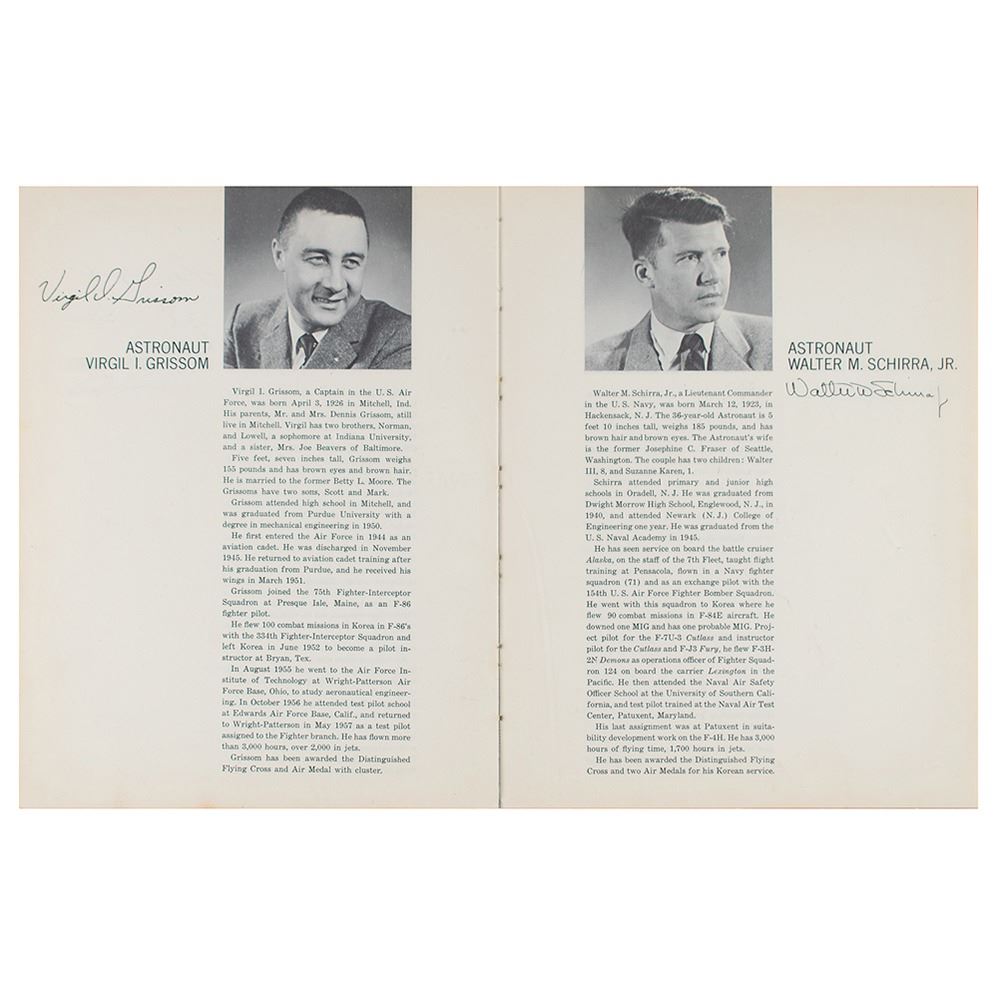 Virgil I. Grissom
ASTRONAUT
VIRGIL I. GRISSOM
Virgil I. Grissom, a Captain in the U. S. Air
Force, was born April 3, 1926 in Mitchell, Ind.
His parents, Mr. and Mrs. Dennis Grissom, still
live in Mitchell. Virgil has two brothers, Norman,
and Lowell, a sophomore at Indiana University,
and a sister, Mrs. Joe Beavers of Baltimore.
Five feet, seven inches tall, Grissom weighs
155 pounds and has brown eyes and brown hair.
He is married to the former Betty L. Moore. The
Grissoms have two sons, Scott and Mark.
Grissom attended high school in Mitchell, and
was graduated from Purdue University with a
degree in mechanical engineering in 1950.
He first entered the Air Force in 1944 as an
aviation cadet. He was discharged in November
1945. He returned to aviation cadet training after
his graduation from Purdue, and he received his
wings in March 1951.
Grissom joined the 75th Fighter-Interceptor
Squadron at Presque Isle, Maine, as an F-86
fighter pilot.
He flew 100 combat missions in Korea in F-86's
with the 334th Fighter-Interceptor Squadron and
left Korea in June 1952 to become a pilot in-
structor at Bryan, Tex.
In August 1955 he went to the Air Force In-
stitute of Technology at Wright-Patterson Air
Force Base, Ohio, to study aeronautical engineer-
ing. In October 1956 he attended test pilot school
at Edwards Air Force Base, Calif., and returned
to Wright-Patterson in May 1957 as a test pilot
assigned to the Fighter branch. He has flown more
than 3,000 hours, over 2,000 in jets.
Grissom has been awarded the Distinguished
Flying Cross and Air Medal with cluster.
ASTRONAUT
WALTER M. SCHIRRA, JR.
Walter M Schirra Jr
Walter M. Schirra, Jr., a Lieutenant Commander
in the U. S. Navy, was born March 12, 1923, in
Hackensack, N. J. The 36-year-old Astronaut is 5
feet 10 inches tall, weighs 185 pounds, and has
brown hair and brown eyes. The Astronaut's wife
is the former Josephine C. Fraser of Seattle,
Washington. The couple has two children: Walter
III, 8, and Suzanne Karen, 1.
Schirra attended primary and junior high
schools in Oradell, N. J. He was graduated from
Dwight Morrow High School, Englewood, N. J., in
1940, and attended Newark (N. J.) College of
Engineering one year. He was graduated from the
U. S. Naval Academy in 1945.
He has seen service on board the battle cruiser
Alaska, on the staff of the 7th Fleet, taught flight
training at Pensacola, flown in a Navy fighter
squadron (71) and as an exchange pilot with the
154th U. S. Air Force Fighter Bomber Squadron.
He went with this squadron to Korea where he
flew 90 combat missions in F-84E aircraft. He
downed one MIG and has one probable MIG. Proj-
ect pilot for the F-7U-3 Cutlass and instructor
pilot for the Cutlass and F-J3 Fury, he flew F-3H-
2N Demons as operations officer of Fighter Squad-
ron 124 on board the carrier Lexington in the
Pacific. He then attended the Naval Air Safety
Officer School at the University of Southern Cali-
fornia, and test pilot trained at the Naval Air Test
Center, Patuxent, Maryland.
His last assignment was at Patuxent in suita-
bility development work on the F-4H. He has 3,000
hours of flying time, 1,700 hours in jets.
He has been awarded the Distinguished Flying
Cross and two Air Medals for his Korean service.